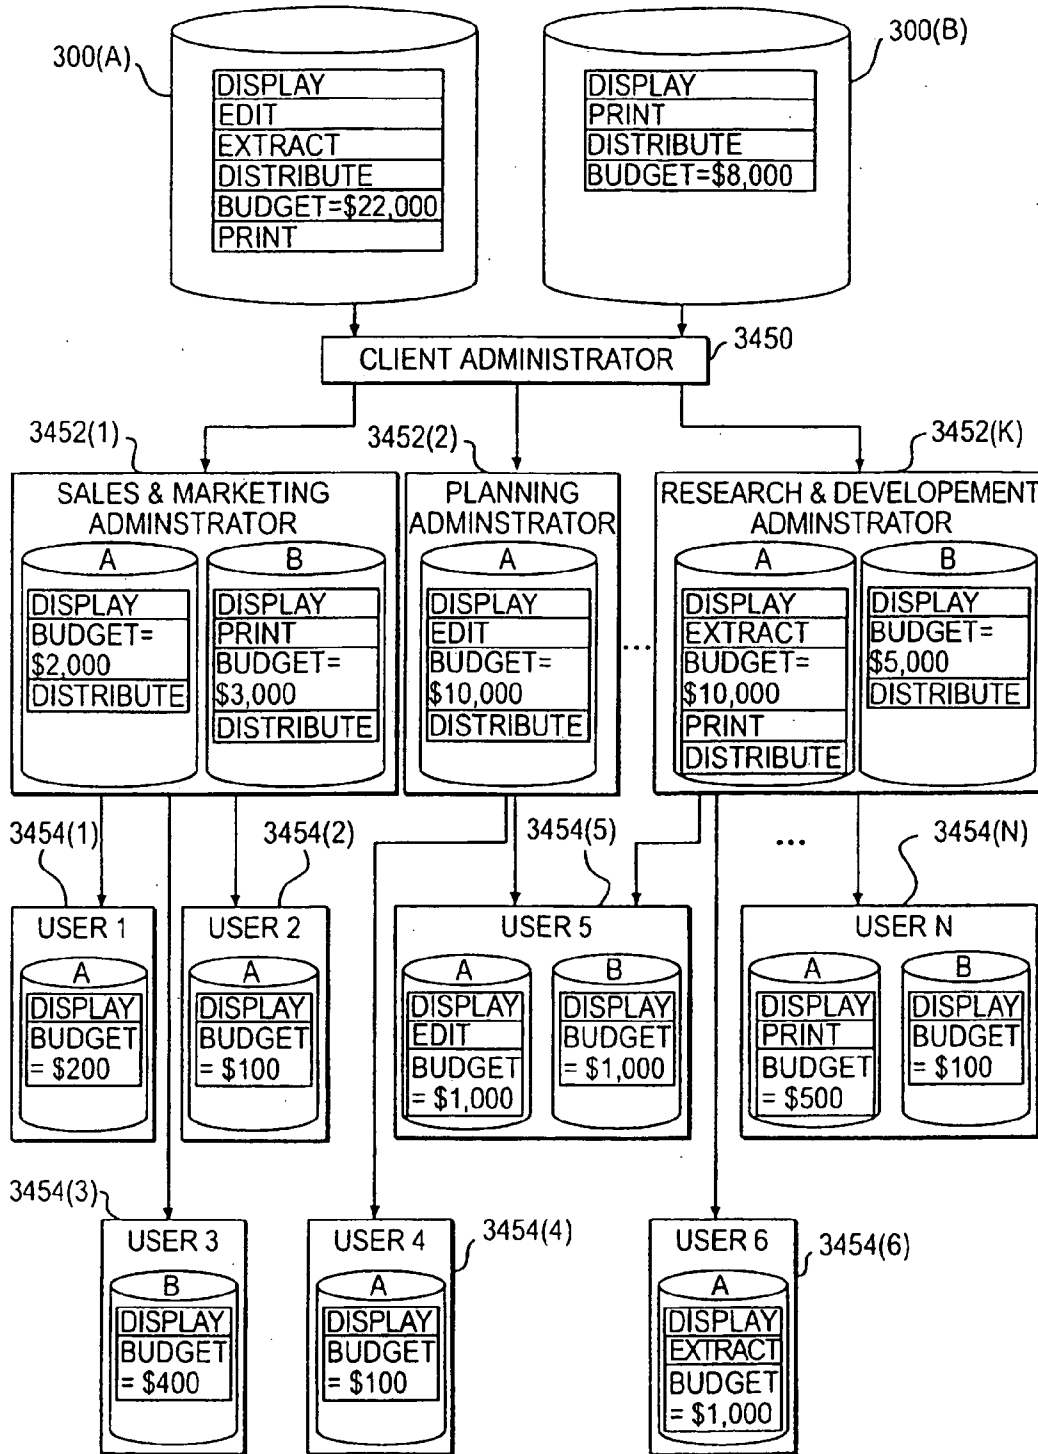 300(A)
DISPLAY
EDIT
EXTRACT
DISTRIBUTE
BUDGET=$22,000
PRINT
300(B)
DISPLAY
PRINT
DISTRIBUTE
BUDGET=$8,000
CLIENT ADMINISTRATOR
3450
3452(1)
SALES & MARKETING
ADMINSTRATOR
A
DISPLAY
BUDGET=
$2,000
DISTRIBUTE
B
DISPLAY
PRINT
BUDGET=
$3,000
DISTRIBUTE
3452(2)
PLANNING
ADMINSTRATOR
A
DISPLAY
EDIT
BUDGET=
$10,000
DISTRIBUTE
...
3452(K)
RESEARCH & DEVELOPEMENT
ADMINSTRATOR
A
DISPLAY
EXTRACT
BUDGET=
$10,000
PRINT
DISTRIBUTE
B
DISPLAY
BUDGET=
$5,000
DISTRIBUTE
3454(1)
USER 1
A
DISPLAY
BUDGET
= $200
3454(2)
USER 2
A
DISPLAY
BUDGET
= $100
3454(5)
USER 5
A
DISPLAY
EDIT
BUDGET
= $1,000
B
DISPLAY
BUDGET
= $1,000
...
3454(N)
USER N
A
DISPLAY
PRINT
BUDGET
= $500
B
DISPLAY
BUDGET
= $100
3454(3)
USER 3
B
DISPLAY
BUDGET
= $400
USER 4
3454(4)
A
DISPLAY
BUDGET
= $100
USER 6
3454(6)
A
DISPLAY
EXTRACT
BUDGET
= $1,000